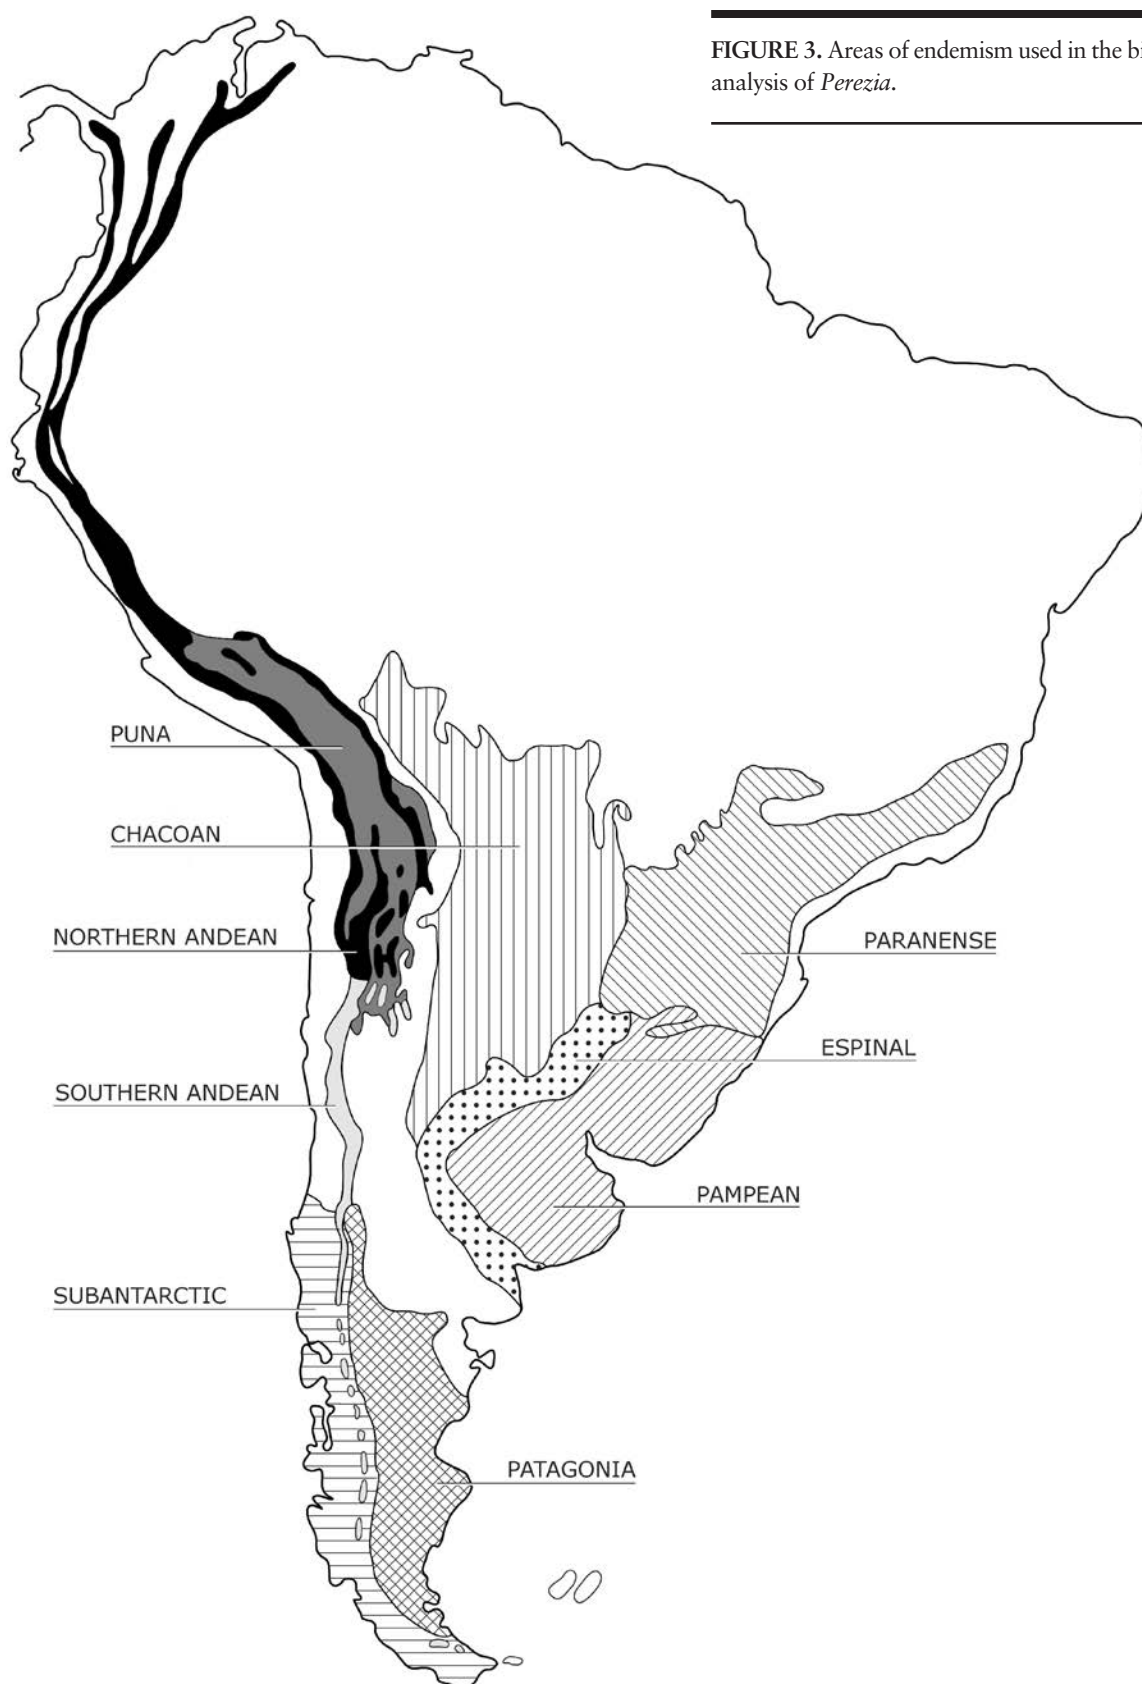 FIGURE 3. Areas of endemism used in the bi
analysis of Perezia.
PUNA
CHACOAN
NORTHERN ANDEAN
PARANENSE
ESPINAL
SOUTHERN ANDEAN
PAMPEAN
SUBANTARCTIC
PATAGONIA